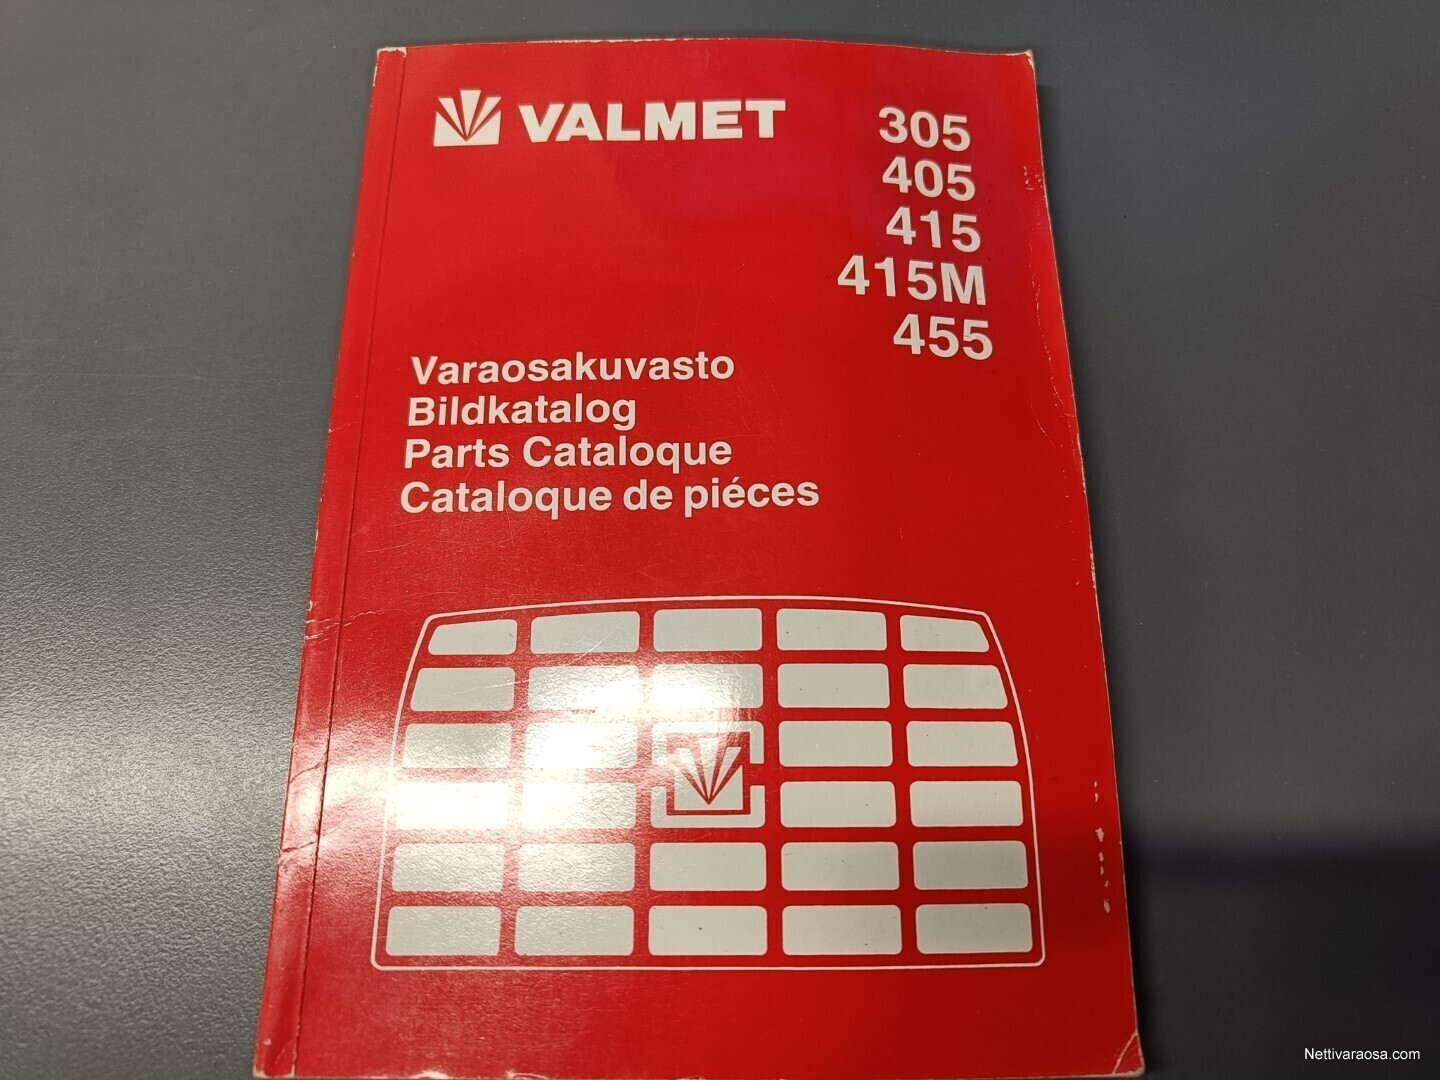 VALMET
305
405
415
415M
455
Varaosakuvasto
Bildkatalog
Parts Cataloque
Cataloque de piéces
Nettivaraosa.com